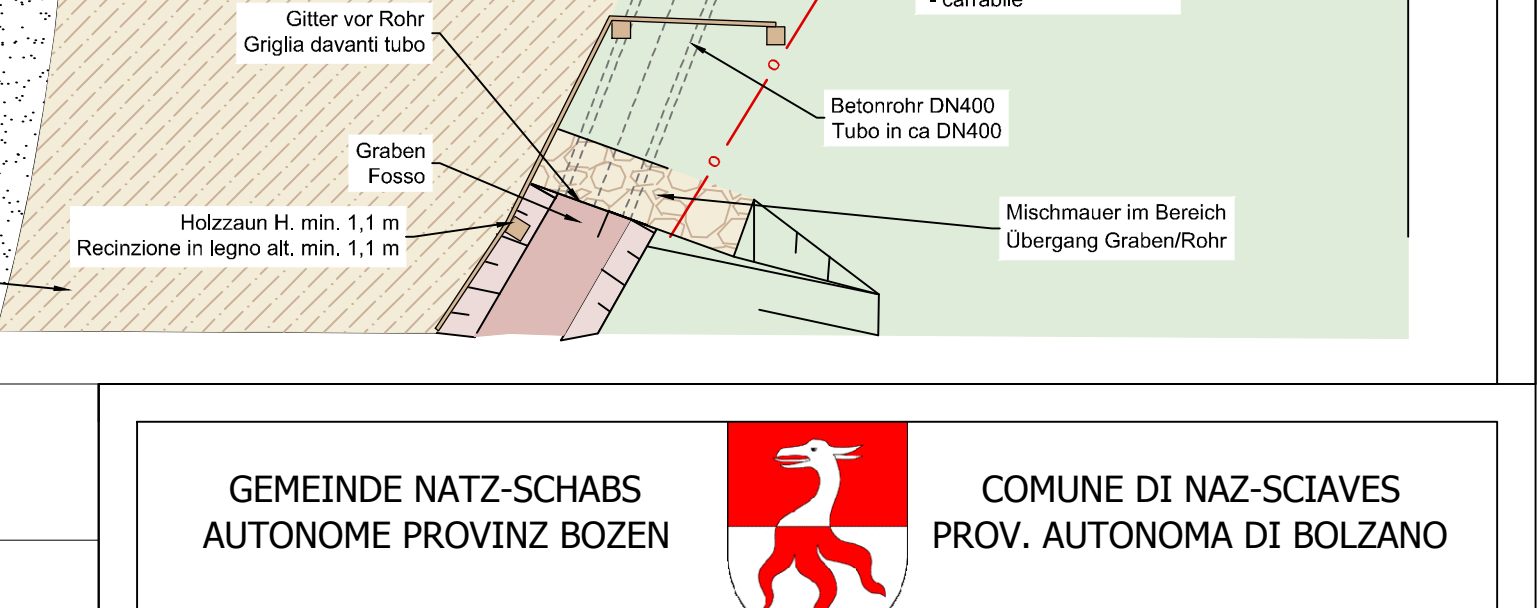 - carrabile
Gitter vor Rohr
Griglia davanti tubo
Betonrohr DN400
Tubo in ca DN400
Graben
Fosso
Holzzaun H. min. 1,1 m
Recinzione in legno alt. min. 1,1 m
Mischmauer im Bereich
Übergang Graben/Rohr
GEMEINDE NATZ-SCHABS
AUTONOME PROVINZ BOZEN
COMUNE DI NAZ-SCIAVES
PROV. AUTONOMA DI BOLZANO